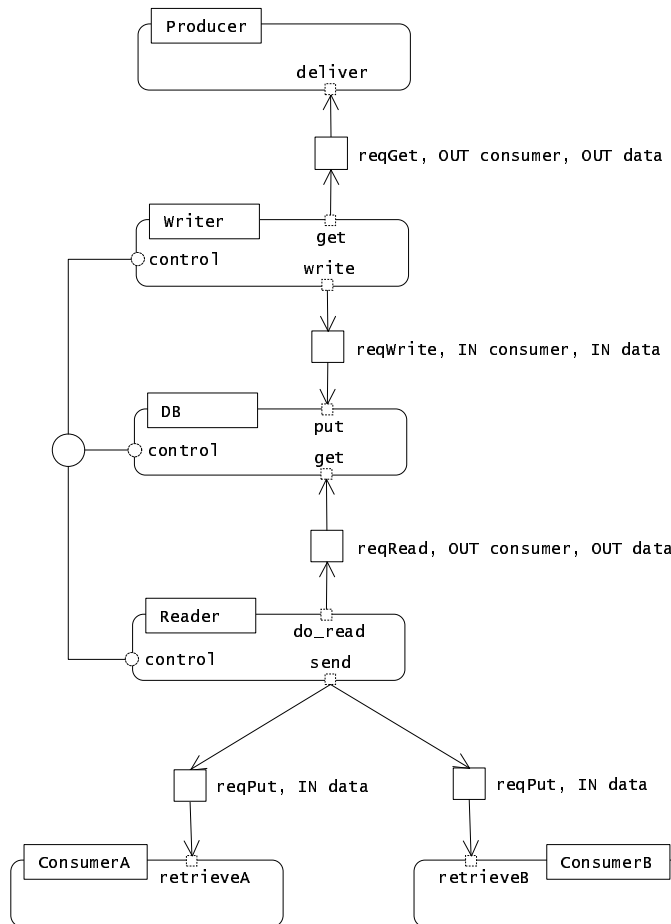 Producer
deliver
reqGet, OUT consumer, OUT data
Writer
get
control
write
reqWrite, IN consumer, IN data
DB
put
control
get
reqRead, OUT consumer, OUT data
Reader
do_read
control
send
reqPut, IN data
reqPut, IN data
ConsumerA
ConsumerB
retrieveA
retrieveB